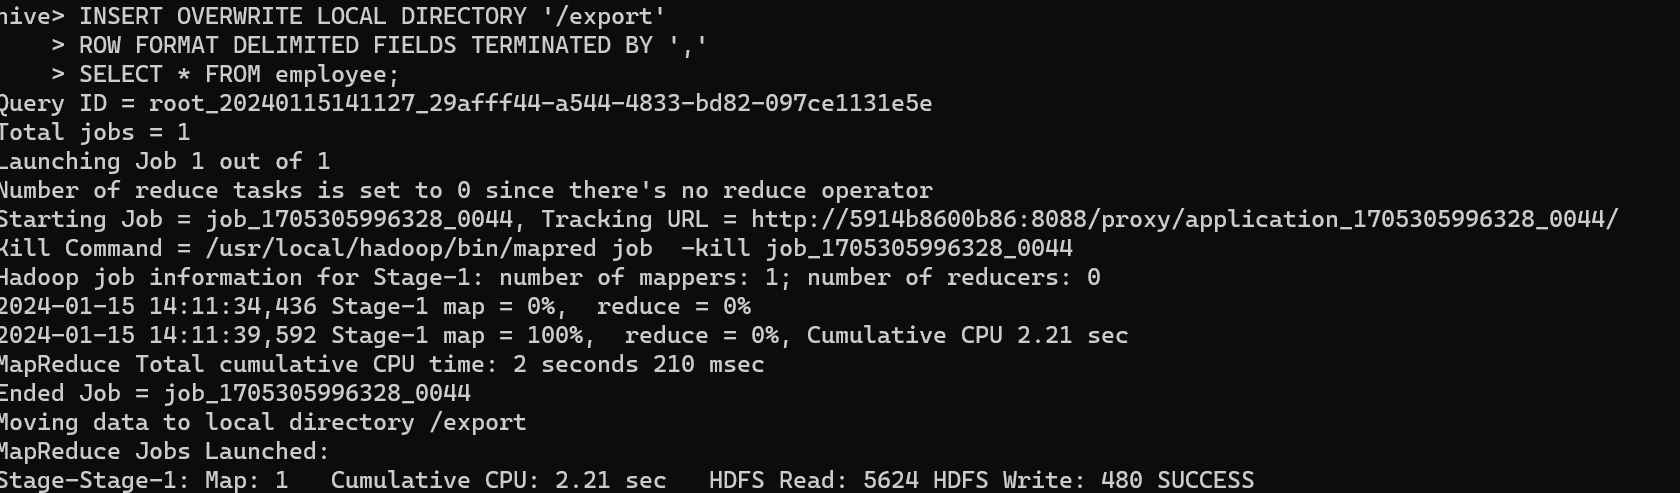 hive> INSERT OVERWRITE LOCAL DIRECTORY '/export'
    > ROW FORMAT DELIMITED FIELDS TERMINATED BY ','
    > SELECT * FROM employee;
Query ID = root_20240115141127_29afff44-a544-4833-bd82-097ce1131e5e
Total jobs = 1
Launching Job 1 out of 1
Number of reduce tasks is set to 0 since there's no reduce operator
Starting Job = job_1705305996328_0044, Tracking URL = http://5914b8600b86:8088/proxy/application_1705305996328_0044/
Kill Command = /usr/local/hadoop/bin/mapred job  -kill job_1705305996328_0044
Hadoop job information for Stage-1: number of mappers: 1; number of reducers: 0
2024-01-15 14:11:34,436 Stage-1 map = 0%,  reduce = 0%
2024-01-15 14:11:39,592 Stage-1 map = 100%,  reduce = 0%, Cumulative CPU 2.21 sec
MapReduce Total cumulative CPU time: 2 seconds 210 msec
Ended Job = job_1705305996328_0044
Moving data to local directory /export
MapReduce Jobs Launched:
Stage-Stage-1: Map: 1   Cumulative CPU: 2.21 sec   HDFS Read: 5624 HDFS Write: 480 SUCCESS